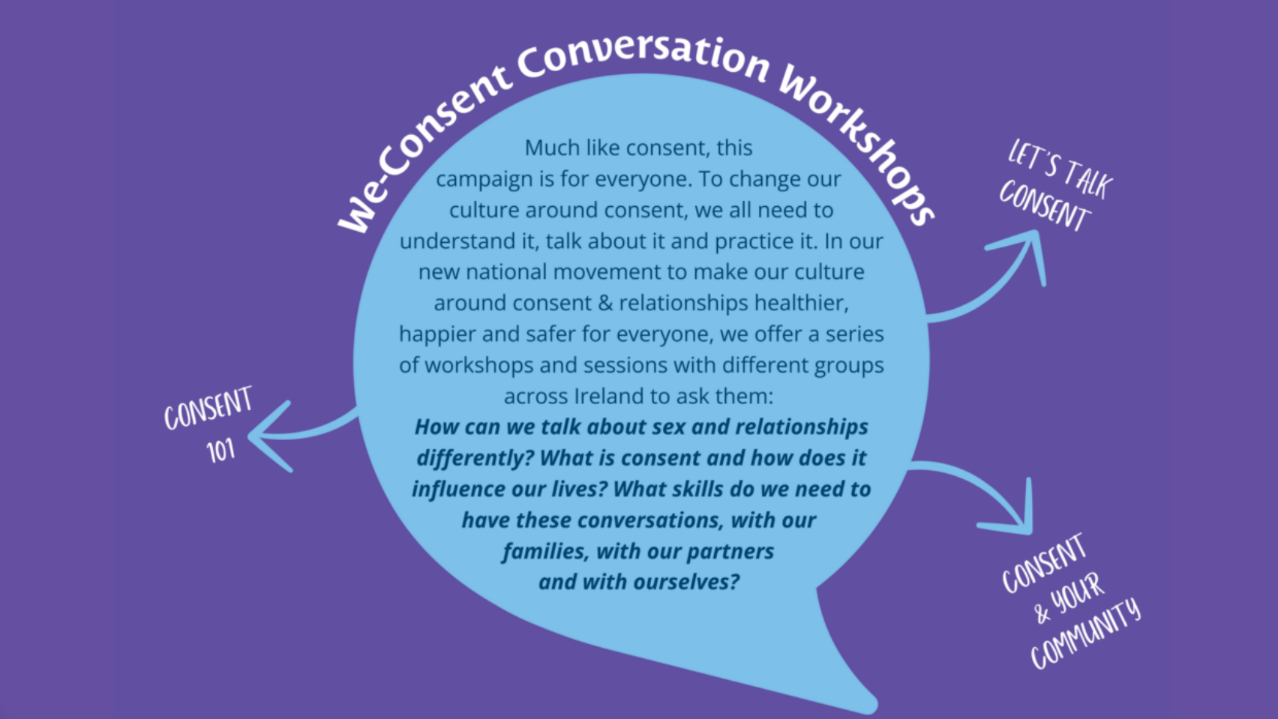 We-Consent Conversation Workshops
Much like consent, this
campaign is for everyone. To change our
culture around consent, we all need to
understand it, talk about it and practice it. In our
new national movement to make our culture
around consent & relationships healthier,
happier and safer for everyone, we offer a series
of workshops and sessions with different groups
across Ireland to ask them:
How can we talk about sex and relationships
differently? What is consent and how does it
influence our lives? What skills do we need to
have these conversations, with our
families, with our partners
and with ourselves?
LET'S TALK
CONSENT
CONSENT
101
CONSENT
& YOUR
COMMUNITY